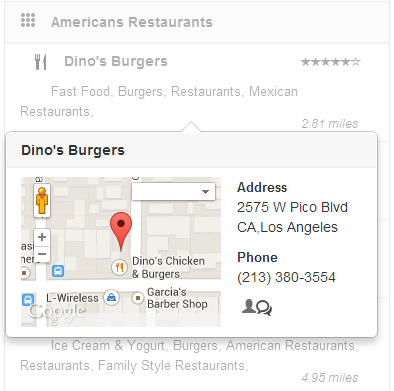 Americans Restaurants
Dino's Burgers
Fast Food, Burgers, Restaurants, Mexican
Restaurants,
2.81 miles
Dino's Burgers
Address
2575 W Pico Blvd
CA,Los Angeles
Phone
(213) 380-3554
Dino's Chicken
& Burgers
L-Wireless
Garcia's
Barber Shop
Google
Ice Cream & Yogurt, Burgers, American Restaurants,
Restaurants, Family Style Restaurants,
4.95 miles